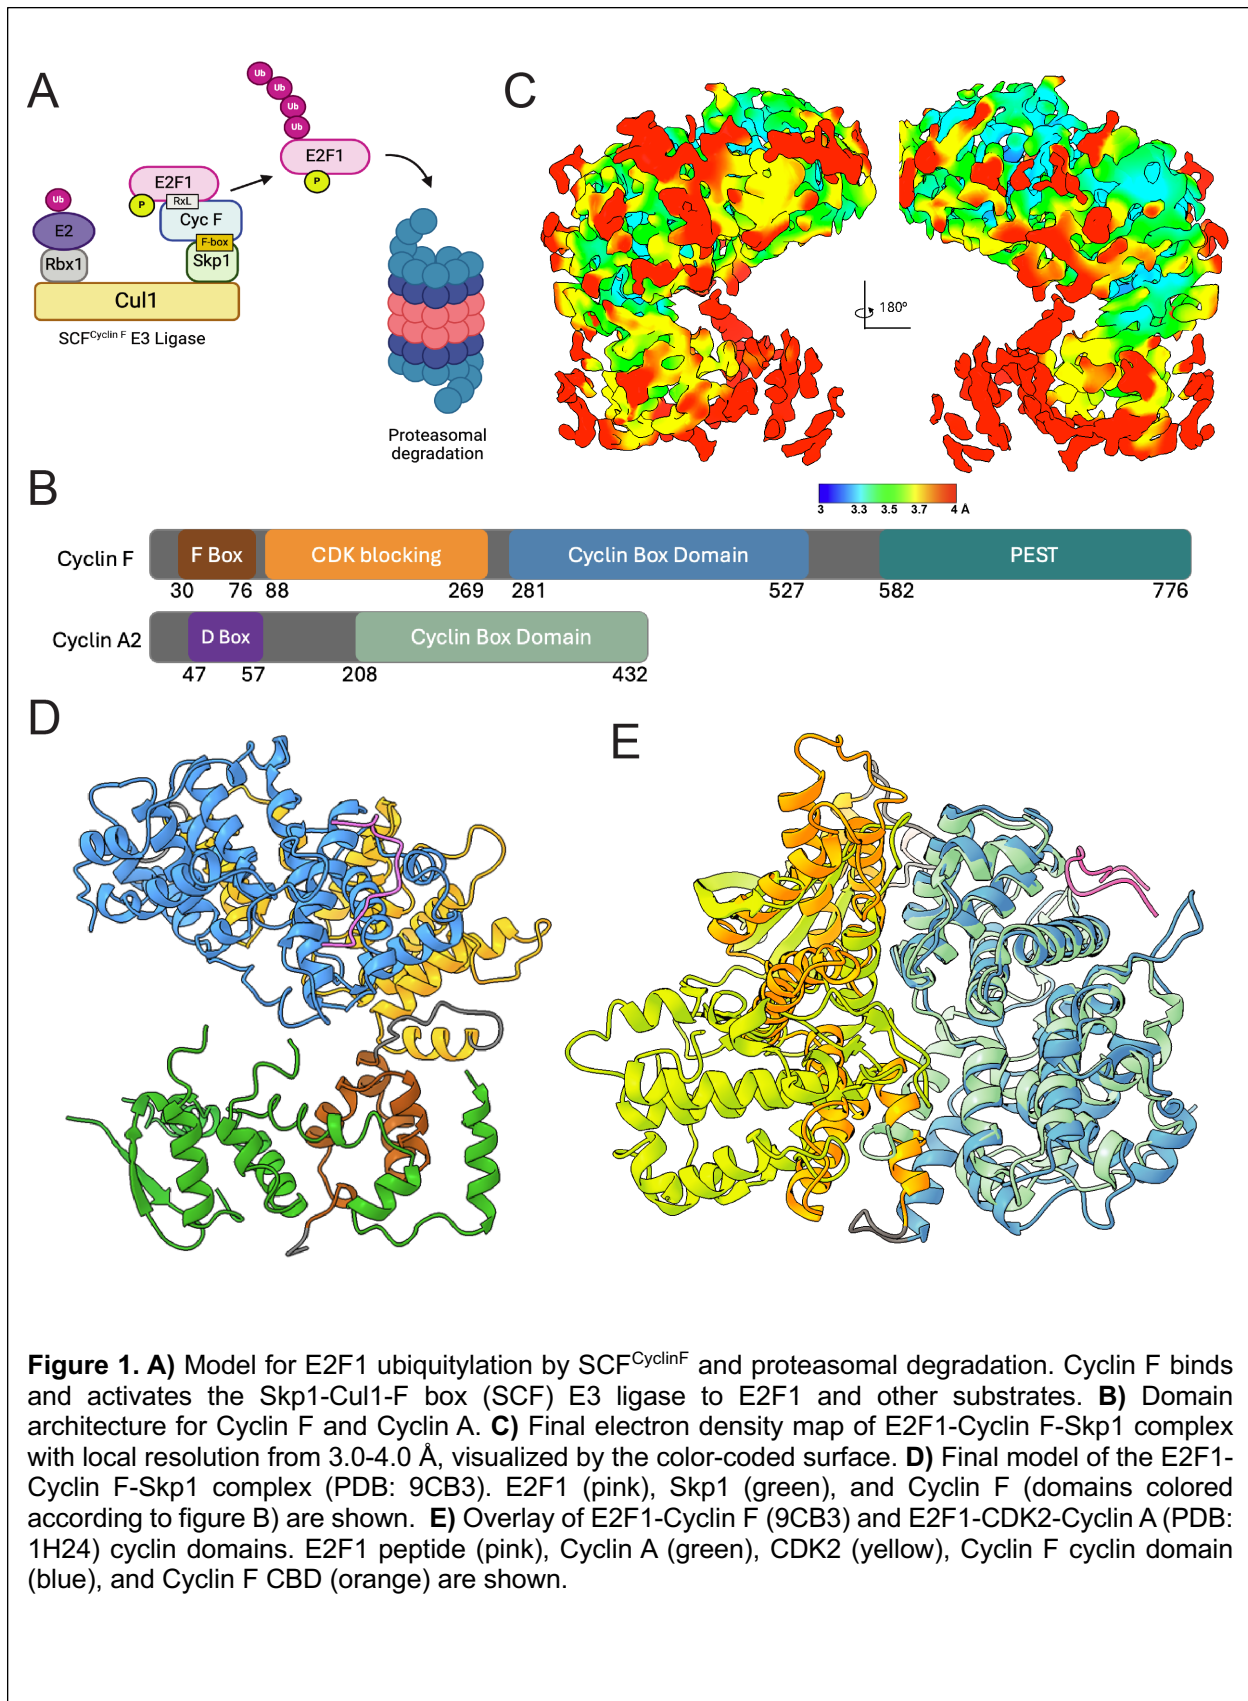 A
Ub
Ub
Ub
Ub
E2F1
P
E2F1
P
RxL
Cyc F
F-box
Skp1
Ub
E2
Rbx1
Cul1
SCFCyclin F E3 Ligase
Proteasomal
degradation
C
180º
3 3.3 3.5 3.7 4 Å
B
Cyclin F
F Box CDK blocking Cyclin Box Domain PEST
30 76 88 269 281 527 582 776
Cyclin A2
D Box Cyclin Box Domain
47 57 208 432
D
E
Figure 1. A) Model for E2F1 ubiquitylation by SCFCyclinF and proteasomal degradation. Cyclin F binds
and activates the Skp1-Cul1-F box (SCF) E3 ligase to E2F1 and other substrates. B) Domain
architecture for Cyclin F and Cyclin A. C) Final electron density map of E2F1-Cyclin F-Skp1 complex
with local resolution from 3.0-4.0 Å, visualized by the color-coded surface. D) Final model of the E2F1-
Cyclin F-Skp1 complex (PDB: 9CB3). E2F1 (pink), Skp1 (green), and Cyclin F (domains colored
according to figure B) are shown. E) Overlay of E2F1-Cyclin F (9CB3) and E2F1-CDK2-Cyclin A (PDB:
1H24) cyclin domains. E2F1 peptide (pink), Cyclin A (green), CDK2 (yellow), Cyclin F cyclin domain
(blue), and Cyclin F CBD (orange) are shown.